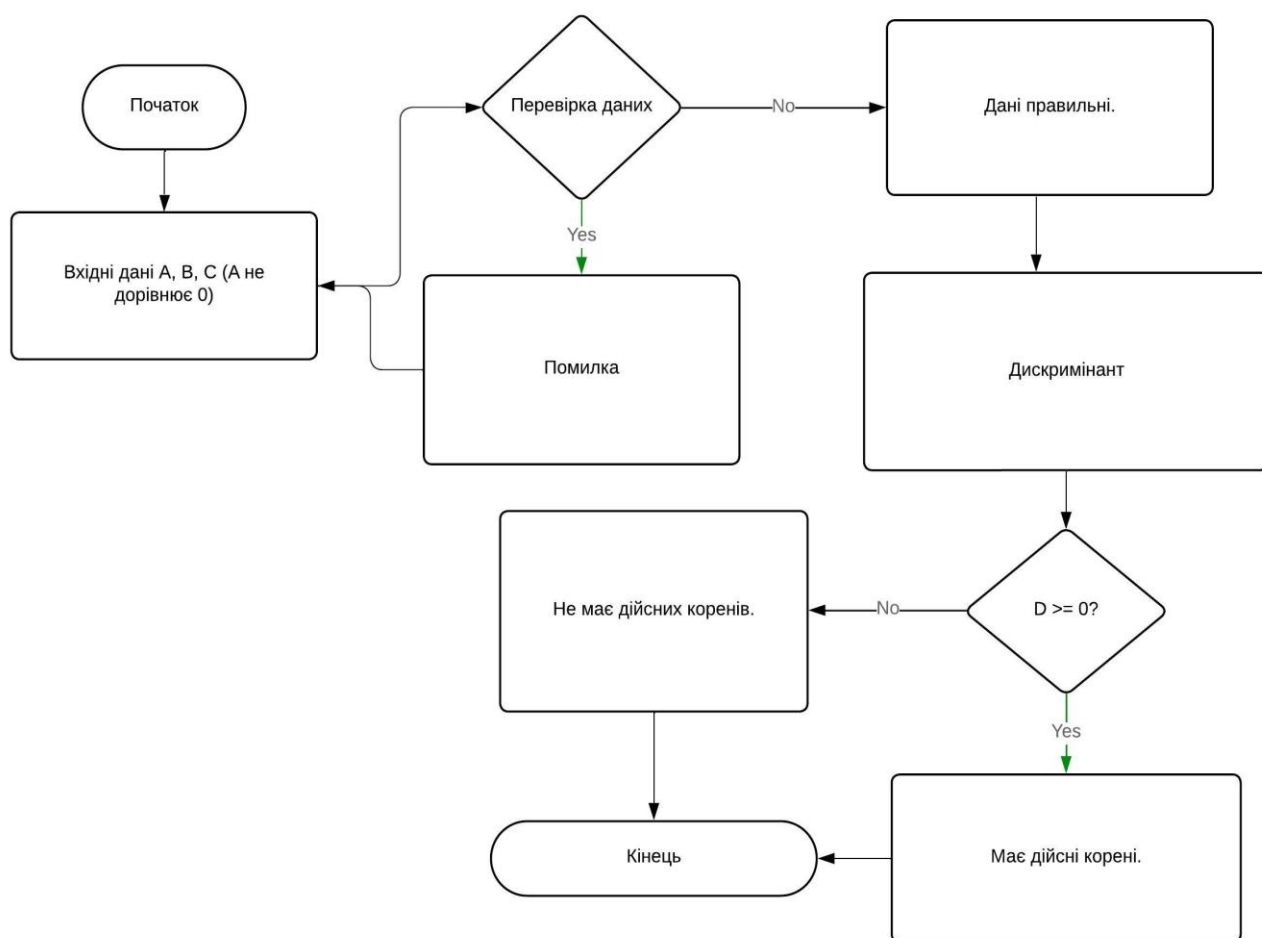 Початок
Вхідні дані A, B, C (A не
дорівнює 0)
Перевірка даних
No
Дані правильні.
Yes
Помилка
Дискримінант
D >= 0?
No
Не має дійсних коренів.
Yes
Має дійсні корені.
Кінець